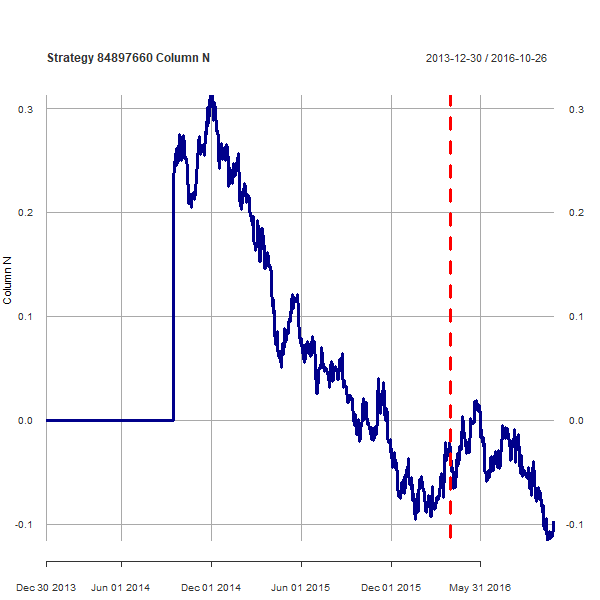 Strategy 84897660 Column N
2013-12-30 / 2016-10-26
Column N
0.3
0.3
0.2
0.2
0.1
0.1
0.0
0.0
-0.1
-0.1
Dec 30 2013
Jun 01 2014
Dec 01 2014
Jun 01 2015
Dec 01 2015
May 31 2016